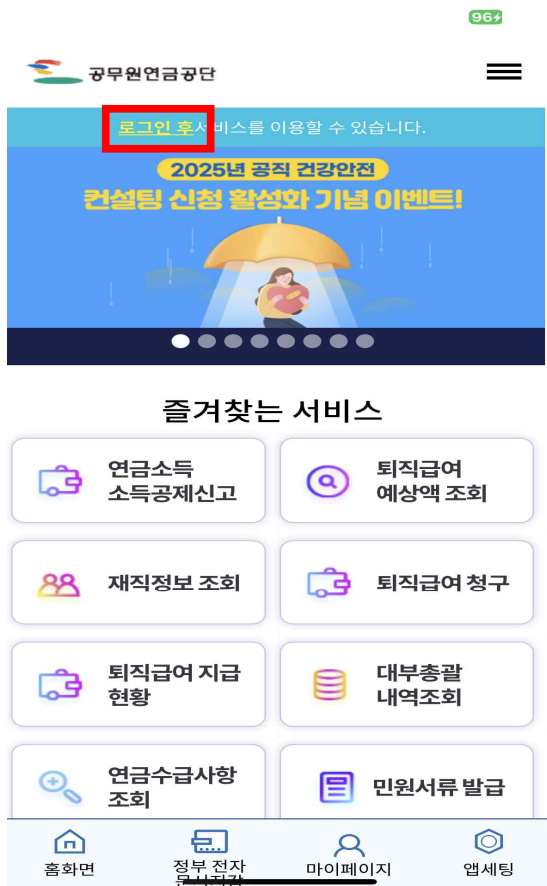 96
공무원연금공단
로그인 후서비스를 이용할 수 있습니다.
2025년 공직 건강안전
컨설팅 신청 활성화 기념 이벤트!
즐겨찾는 서비스
연금소득
소득공제신고
퇴직급여
예상액 조회
재직정보 조회
퇴직급여 청구
퇴직급여 지급
현황
대부총괄
내역조회
연금수급사항
조회
민원서류 발급
홈화면
정부 전자
문서지갑
마이페이지
앱세팅